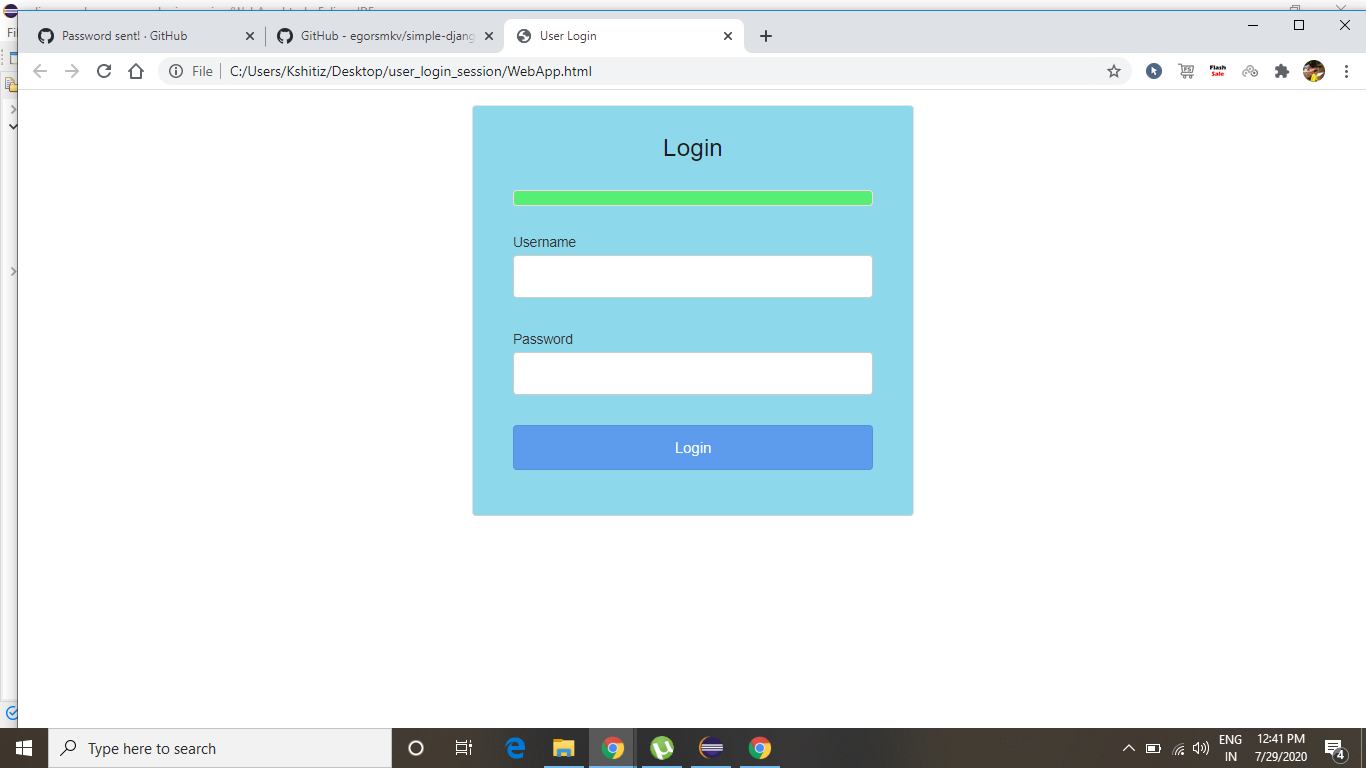 Password sent! · GitHub
GitHub - egorsmkv/simple-djang
User Login
File
C:/Users/Kshitiz/Desktop/user_login_session/WebApp.html
FS
Flash
Sale
Login
Username
Password
Login
Type here to search
ENG
IN
12:41 PM
7/29/2020
4